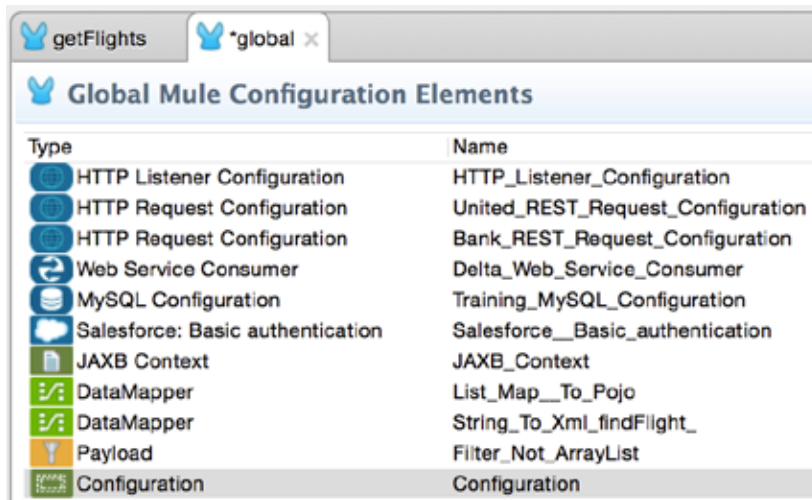 getFlights *global
Global Mule Configuration Elements
Type Name
HTTP Listener Configuration HTTP_Listener_Configuration
HTTP Request Configuration United_REST_Request_Configuration
HTTP Request Configuration Bank_REST_Request_Configuration
Web Service Consumer Delta_Web_Service_Consumer
MySQL Configuration Training_MySQL_Configuration
Salesforce: Basic authentication Salesforce__Basic_authentication
JAXB Context JAXB_Context
DataMapper List_Map__To_Pojo
DataMapper String_To_Xml_findFlight_
Payload Filter_Not_ArrayList
Configuration Configuration